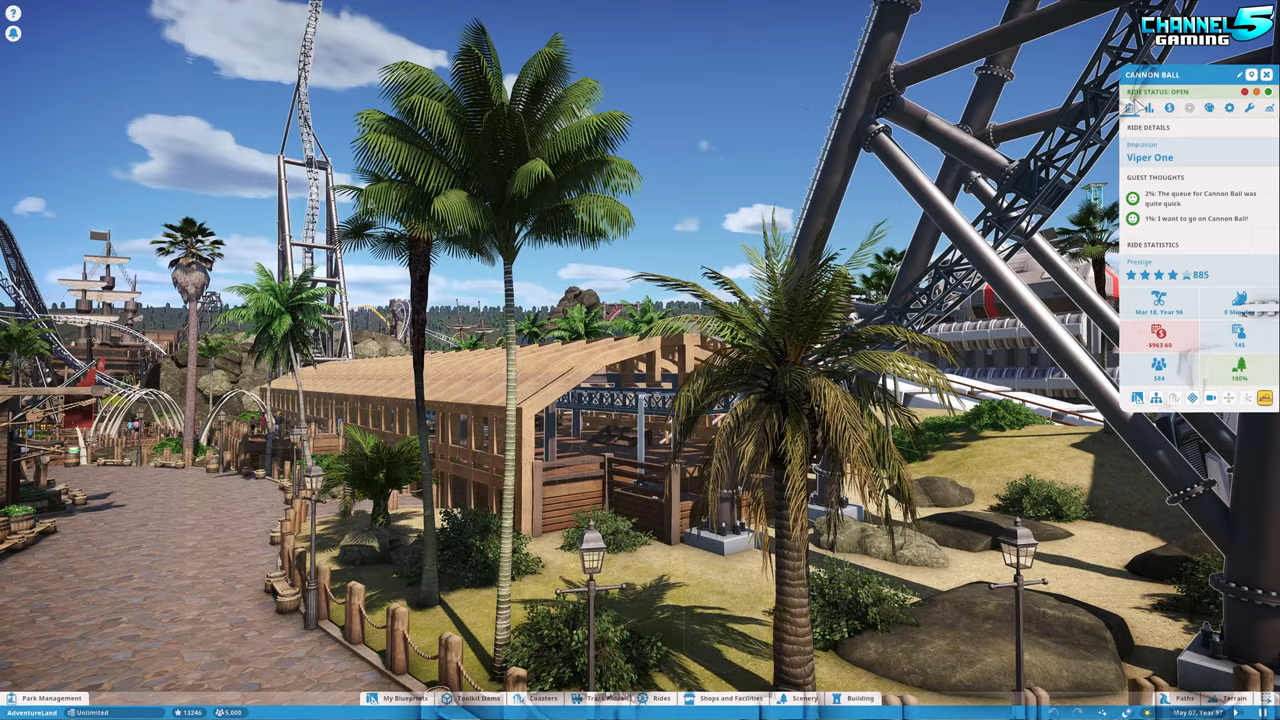 CHANNEL 5
GAMING
CANNON BALL
RIDE STATUS: OPEN
RIDE DETAILS
Impulsion
Viper One
GUEST THOUGHTS
2%: The queue for Cannon Ball was
quite quick
1%: I want to go on Cannon Ball!
RIDE STATISTICS
Prestige
885
Mar 18, Year 96
0
-$963.60
145
584
100%
Park Management
My Blueprints
Toolkit Items
Coasters
Track Rides
Rides
Shops and Facilities
Scenery
Building
Paths
Terrain
AdventureLand
Unlimited
13246
5,000
May 07, Year 97